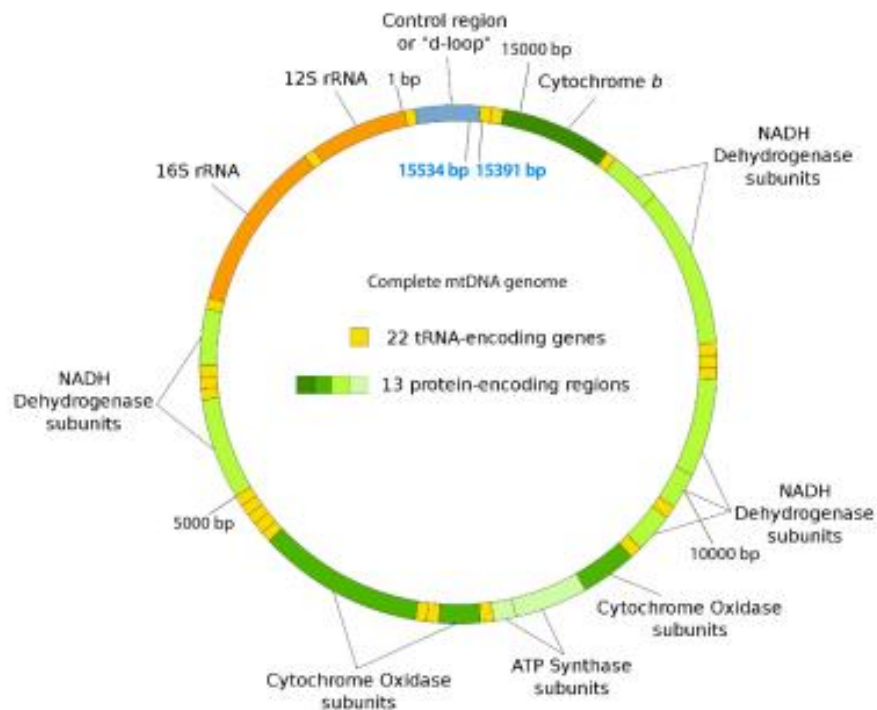 Control region
or "d-loop"
15000 bp
12S rRNA
1 bp
Cytochrome b
NADH
Dehydrogenase
subunits
16S rRNA
15534 bp
15391 bp
Complete mtDNA genome
22 tRNA-encoding genes
13 protein-encoding regions
NADH
Dehydrogenase
subunits
5000 bp
NADH
Dehydrogenase
subunits
10000 bp
Cytochrome Oxidase
subunits
ATP Synthase
subunits
Cytochrome Oxidase
subunits